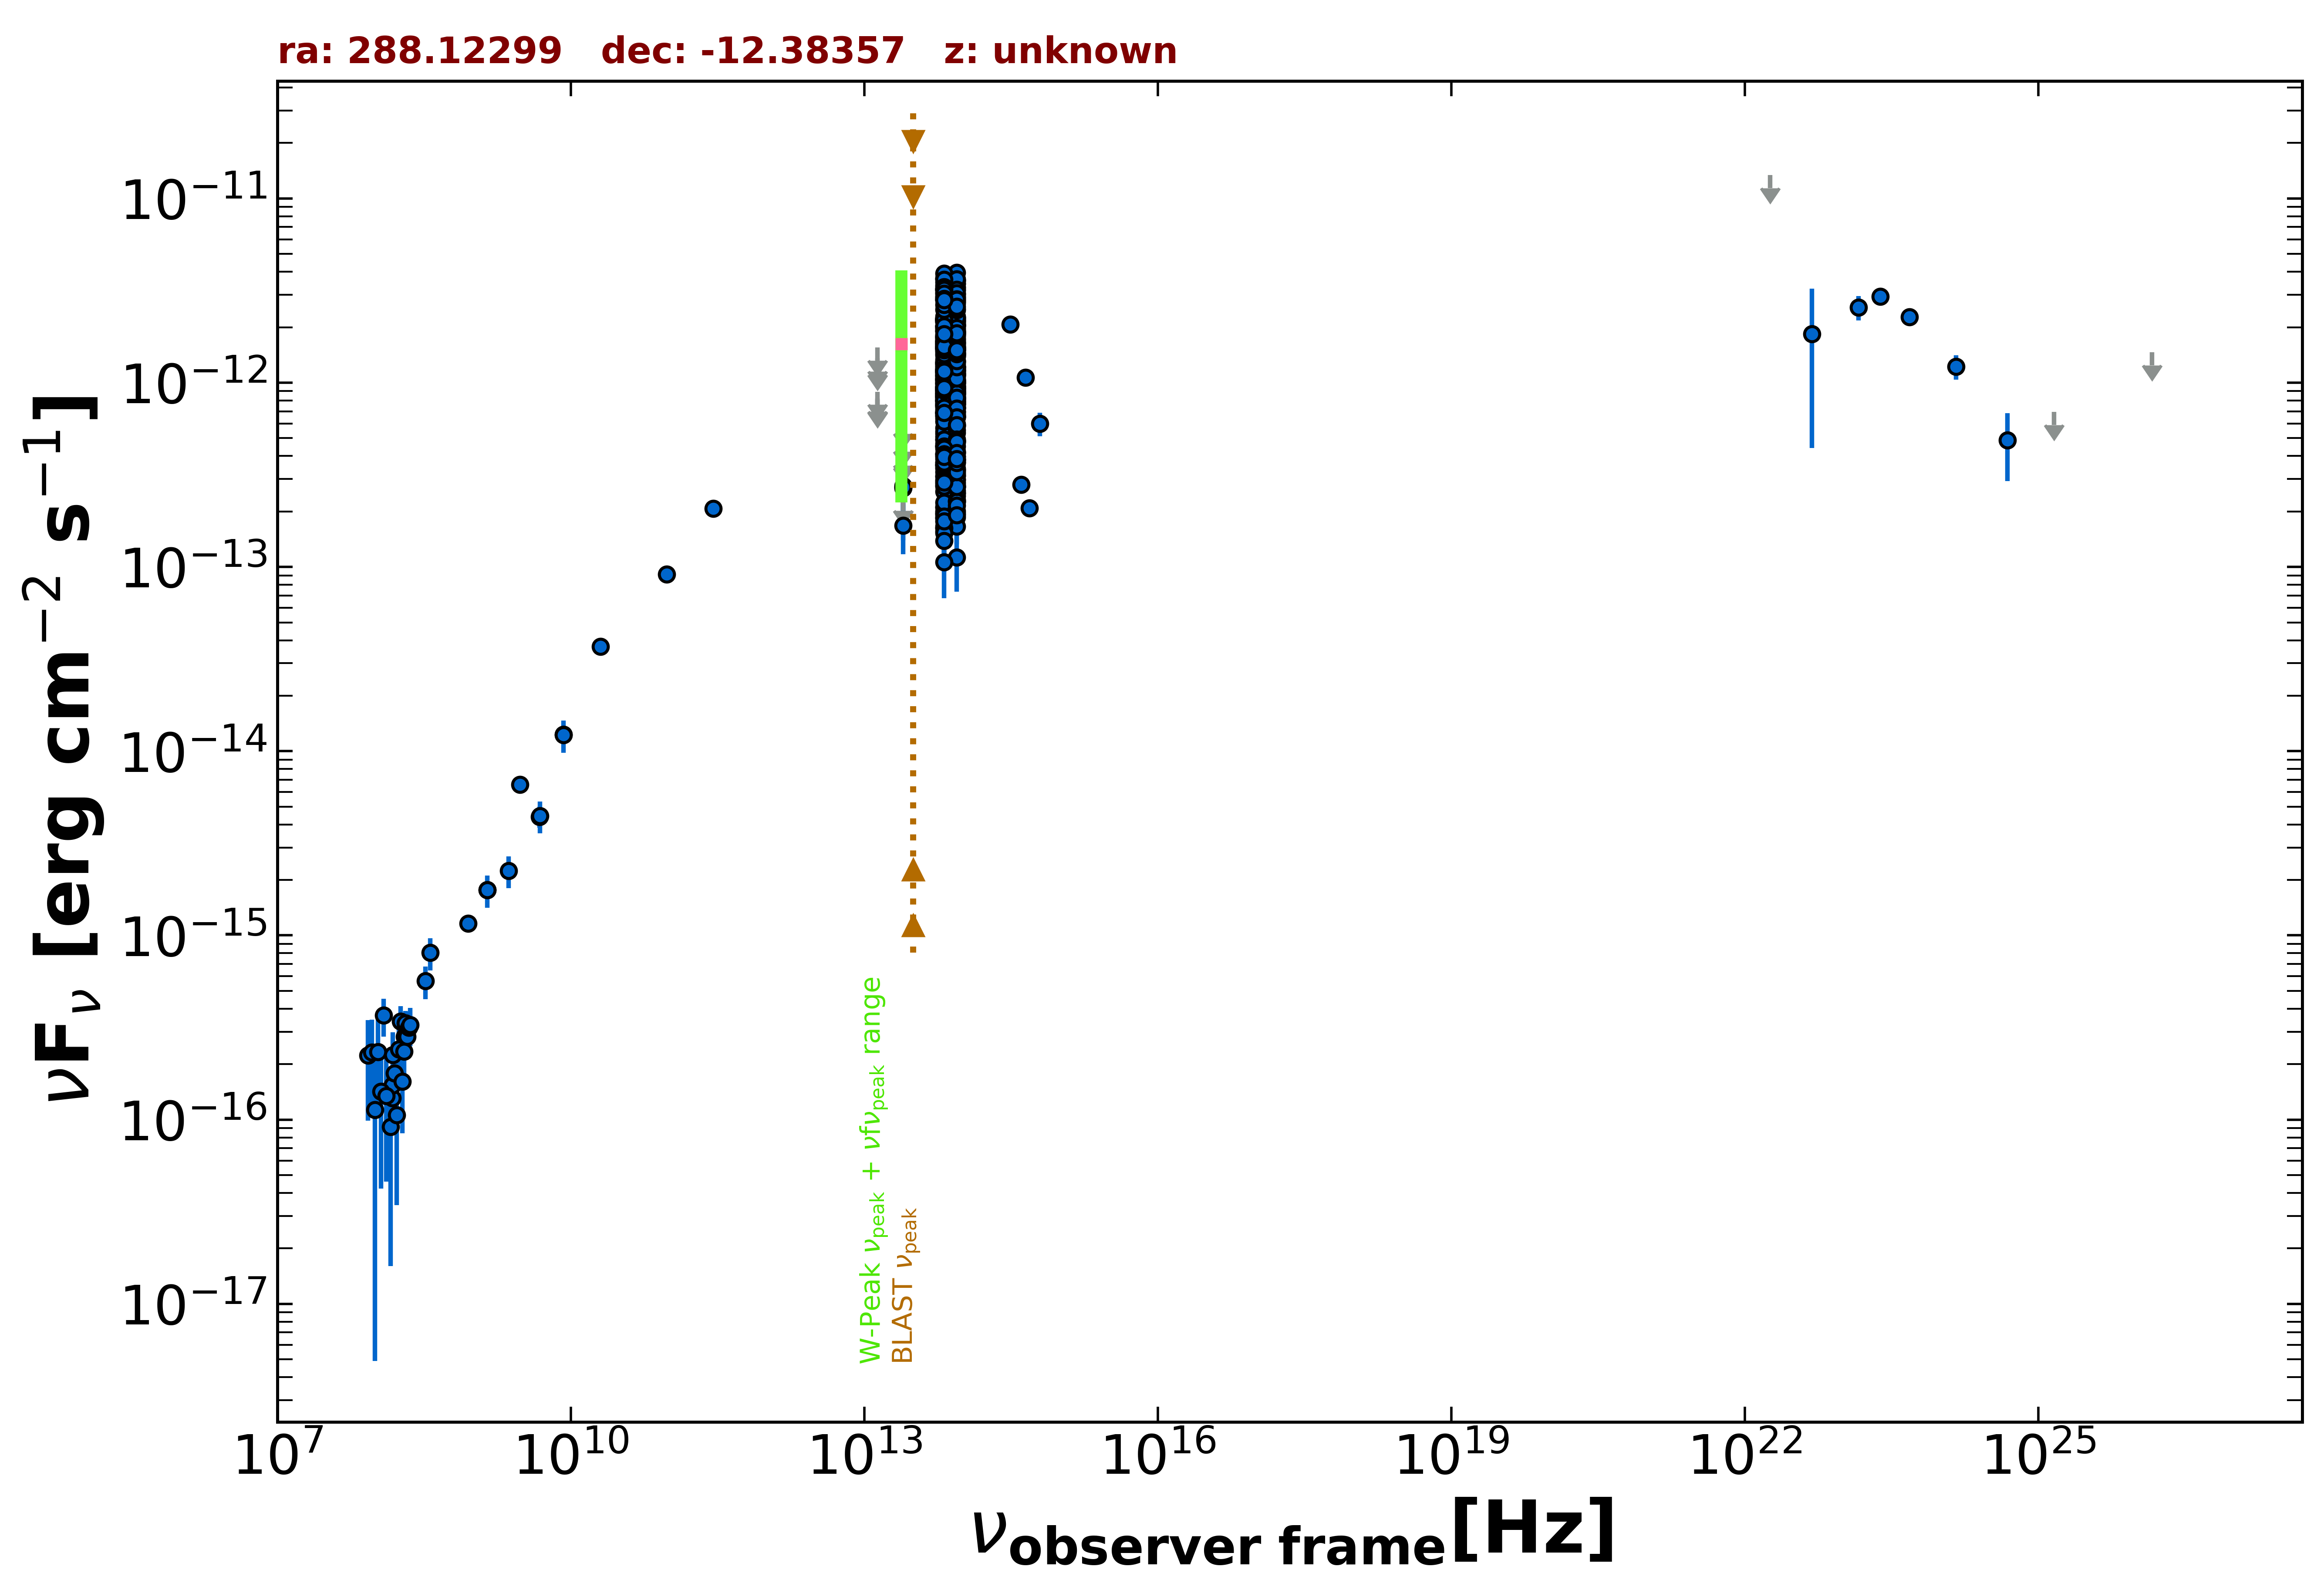 ra: 288.12299   dec: -12.38357   z: unknown
νFν [erg cm−2 s−1]
10−11
10−12
10−13
10−14
10−15
10−16
10−17
W-Peak νpeak + νfνpeak range
BLAST νpeak
107 1010 1013 1016 1019 1022 1025
νobserver frame[Hz]